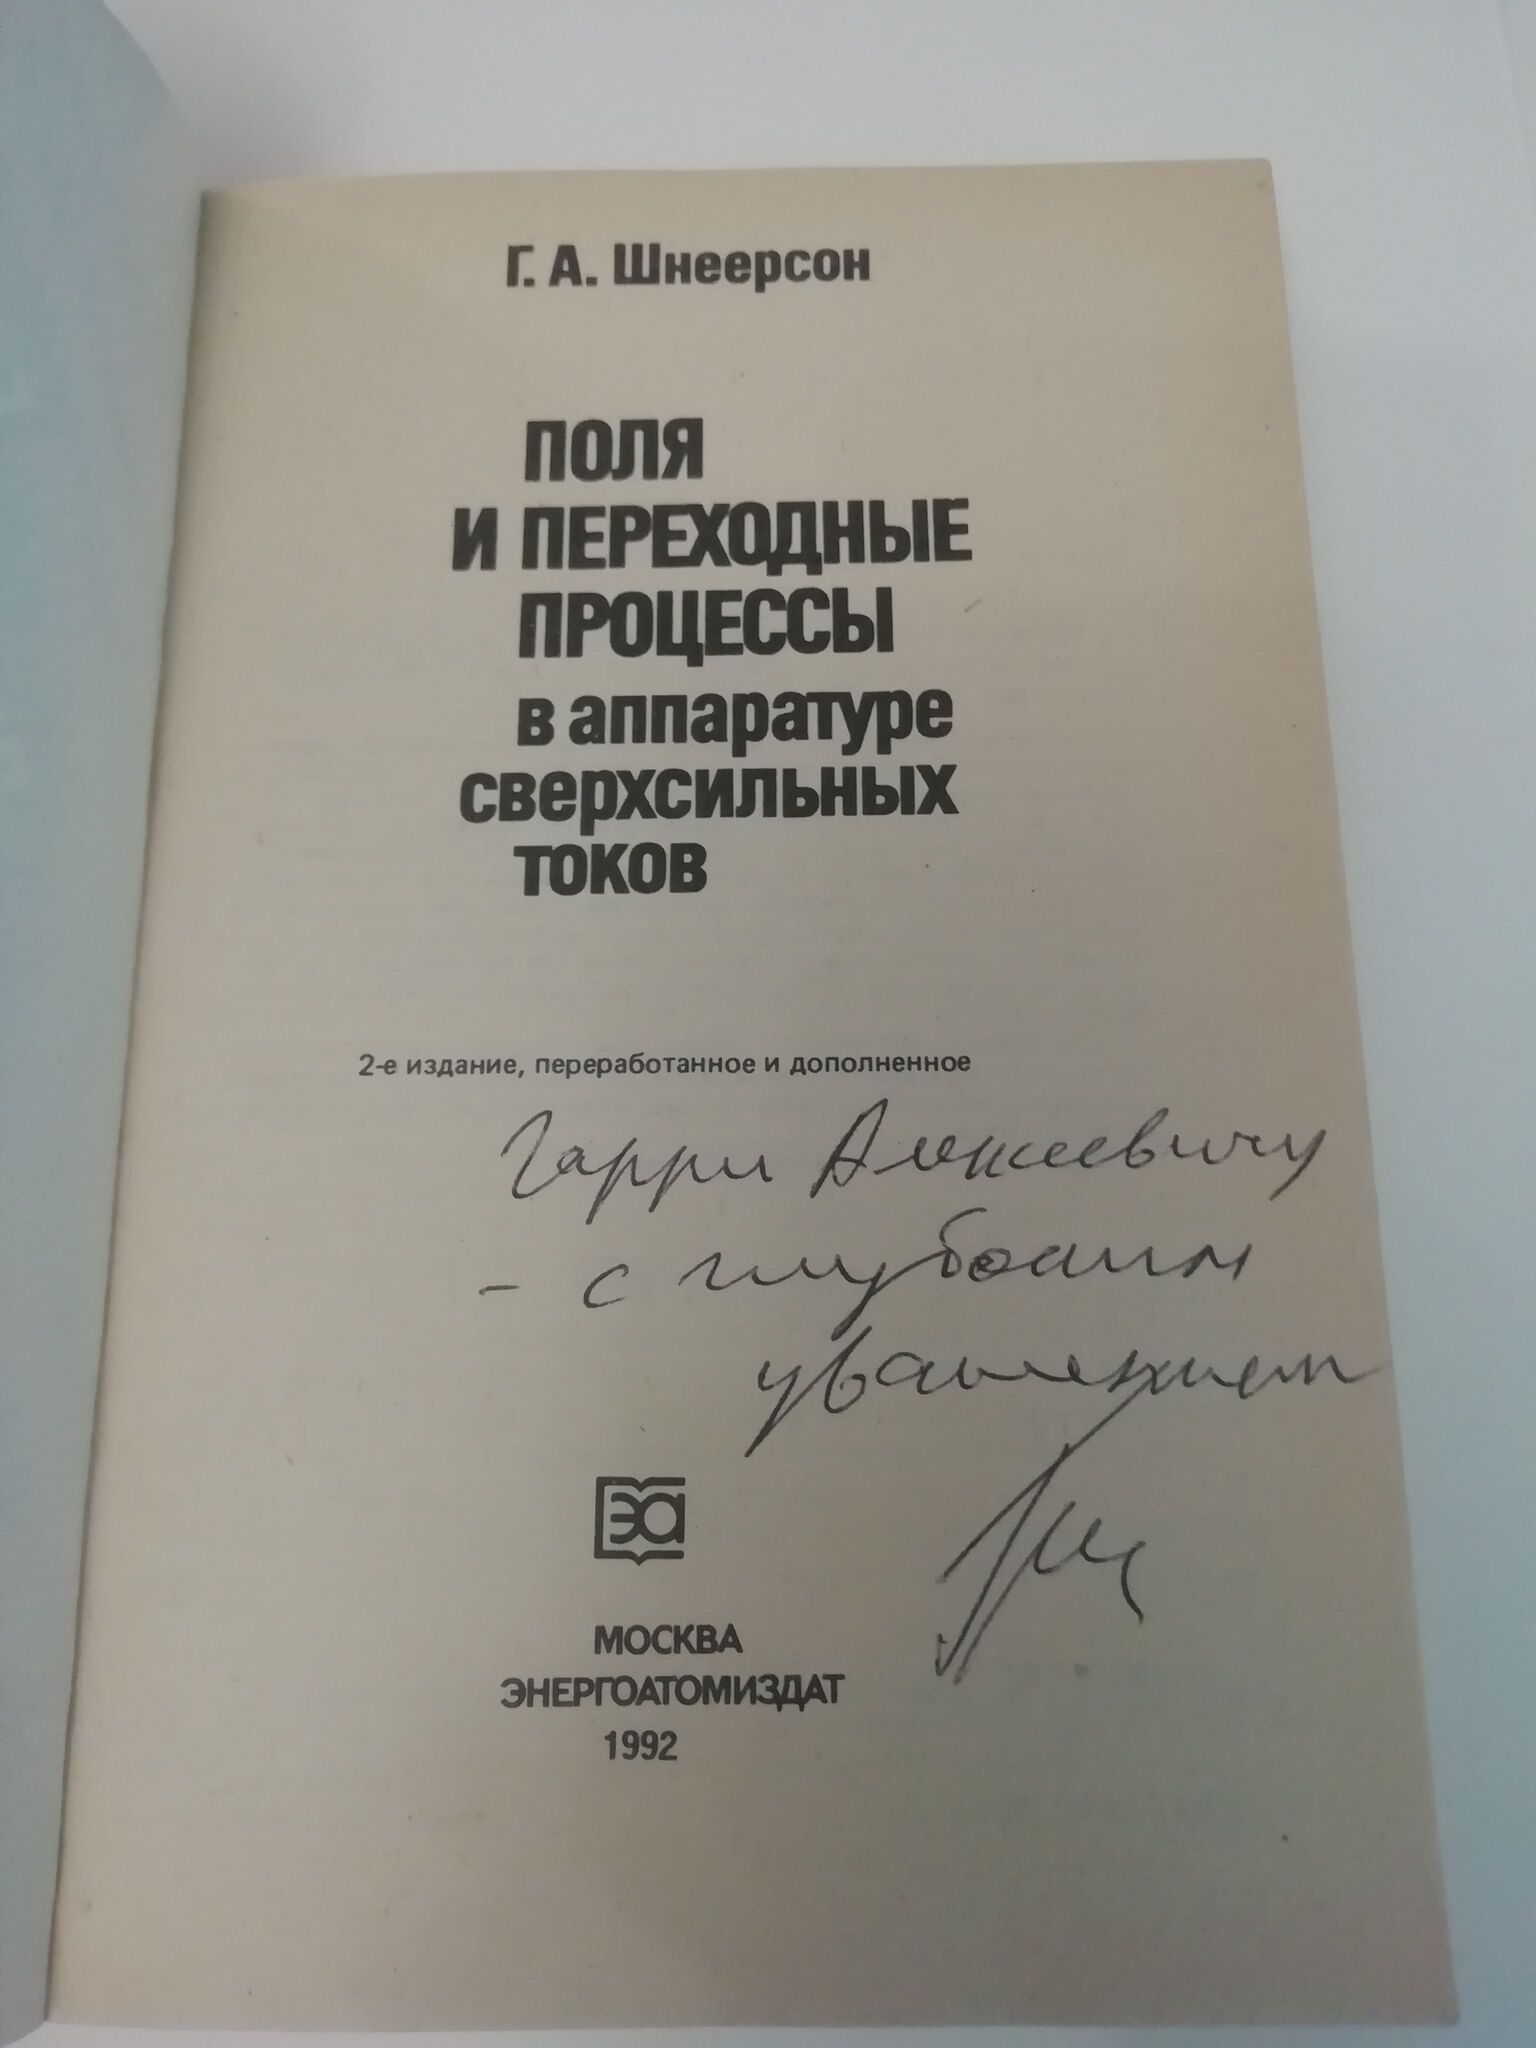 Г. А. Шнеерсон
ПОЛЯ
И ПЕРЕХОДНЫЕ
ПРОЦЕССЫ
в аппаратуре
сверхсильных
токов
2-е издание, переработанное и дополненное
Гарри Алексеевичу
- с глубоким
уважением
ЭА
МОСКВА
ЭНЕРГОАТОМИЗДАТ
1992